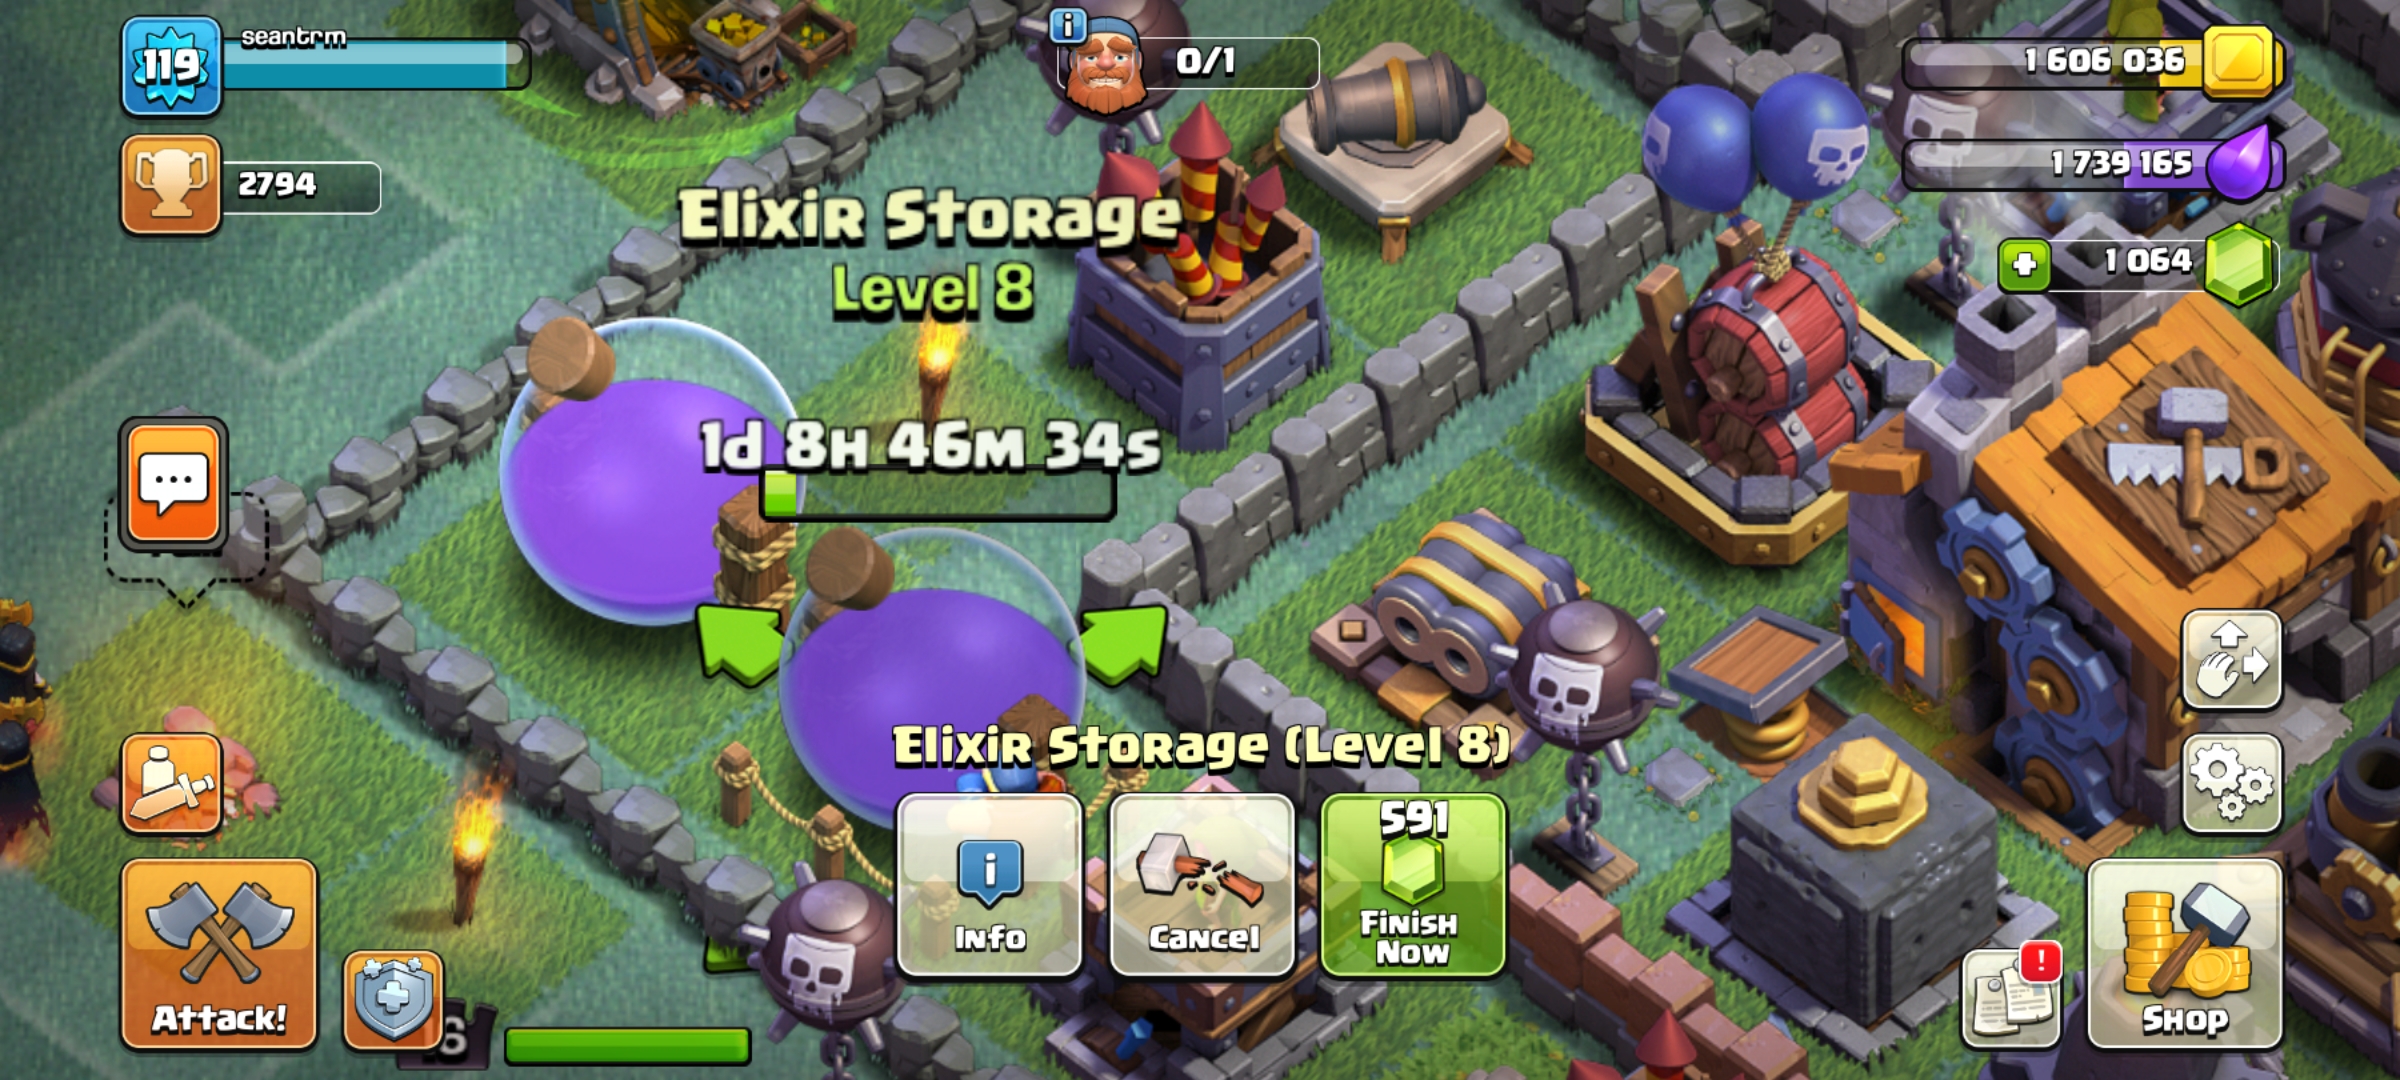 119
seantrm
0/1
1 606 036
2794
1 739 165
1 064
Elixir Storage
Level 8
1d 8H 46M 34s
Elixir Storage (Level 8)
Info
Cancel
591
Finish
Now
Attack!
Shop
!